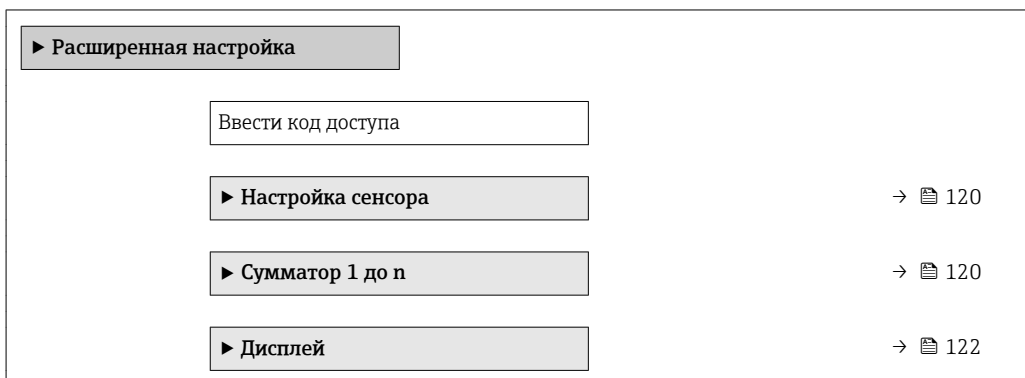 ▶ Расширенная настройка
Ввести код доступа
▶ Настройка сенсора → 120
▶ Сумматор 1 до n → 120
▶ Дисплей → 122